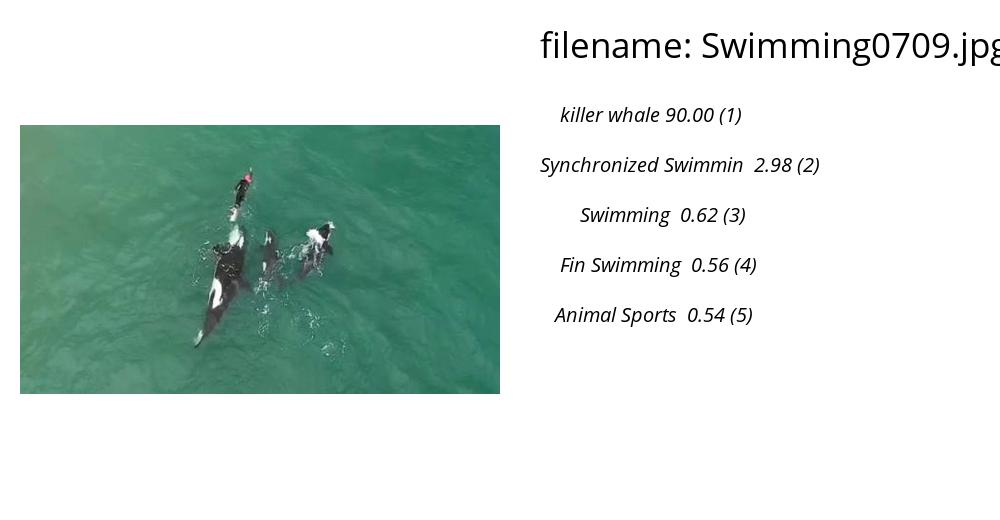 filename: Swimming0709.jpg
killer whale 90.00 (1)
Synchronized Swimmin 2.98 (2)
Swimming 0.62 (3)
Fin Swimming 0.56 (4)
Animal Sports 0.54 (5)